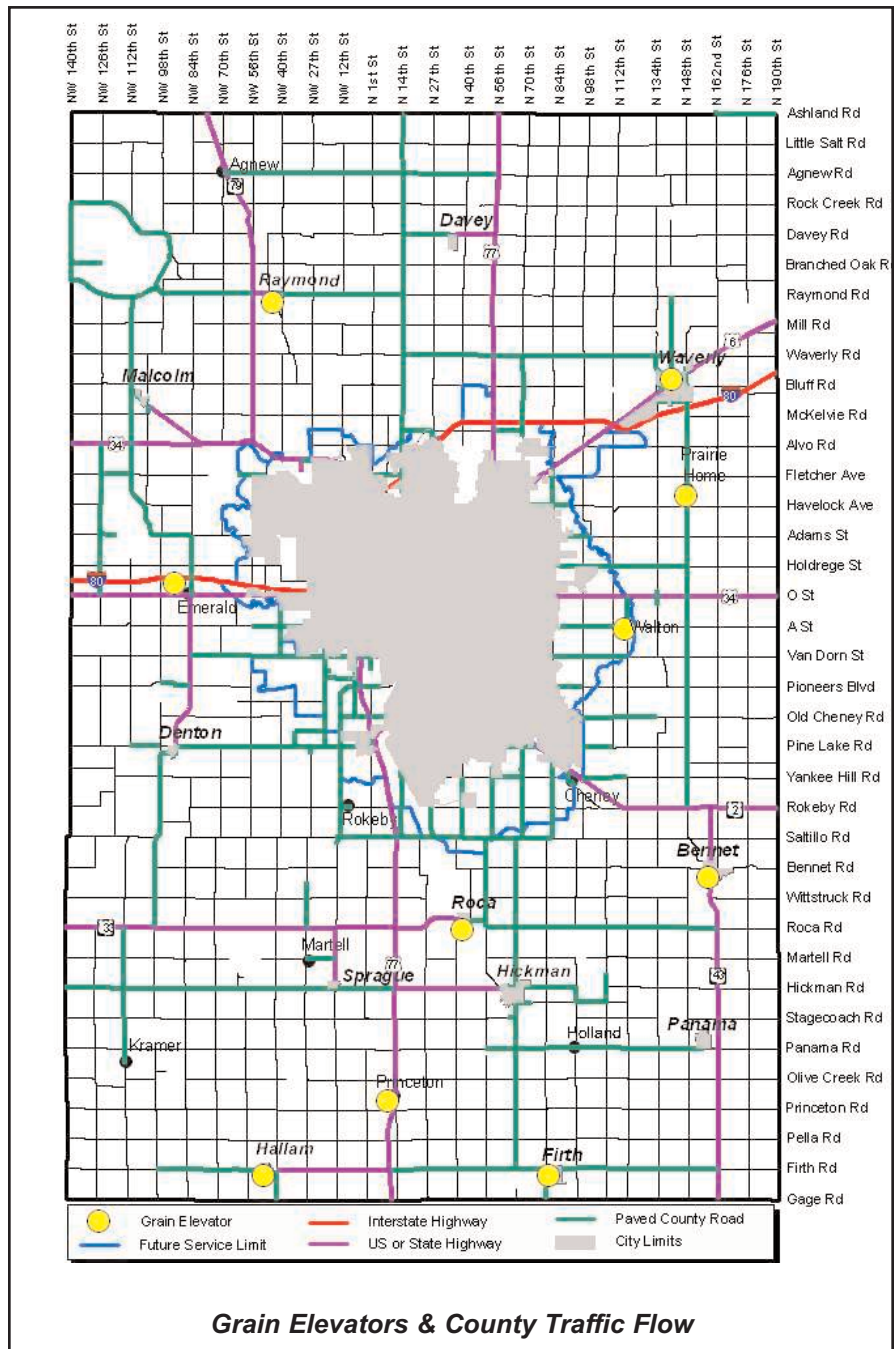 NW 140th St
NW 126th St
NW 112th St
NW 98th St
NW 84th St
NW 70th St
NW 56th St
NW 40th St
NW 27th St
NW 12th St
N 1st St
N 14th St
N 27th St
N 40th St
N 56th St
N 70th St
N 84th St
N 98th St
N 112th St
N 134th St
N 148th St
N 162nd St
N 176th St
N 190th St
Ashland Rd
Little Salt Rd
Agnew
Agnew Rd
79
Rock Creek Rd
Davey
Davey Rd
77
Branched Oak R
Raymond
Raymond Rd
Mill Rd
6
Waverly
Waverly Rd
Malcolm
Bluff Rd
80
McKelvie Rd
34
Alvo Rd
Prairie
Home
Fletcher Ave
Havelock Ave
Adams St
Holdrege St
80
Emerald
34
O St
Walton
A St
Van Dorn St
Pioneers Blvd
Old Cheney Rd
Denton
Pine Lake Rd
Cheney
Yankee Hill Rd
Rokeby
2
Rokeby Rd
Saltillo Rd
Bennet
Bennet Rd
Wittstruck Rd
Roca
33
Roca Rd
Martell
Martell Rd
77
Sprague
Hickman
43
Hickman Rd
Stagecoach Rd
Kramer
Holland
Panama
Panama Rd
Olive Creek Rd
Princeton
Princeton Rd
Pella Rd
Hallam
Firth
Firth Rd
Gage Rd
Grain Elevator
Interstate Highway
Paved County Road
Future Service Limit
US or State Highway
City Limits
Grain Elevators & County Traffic Flow